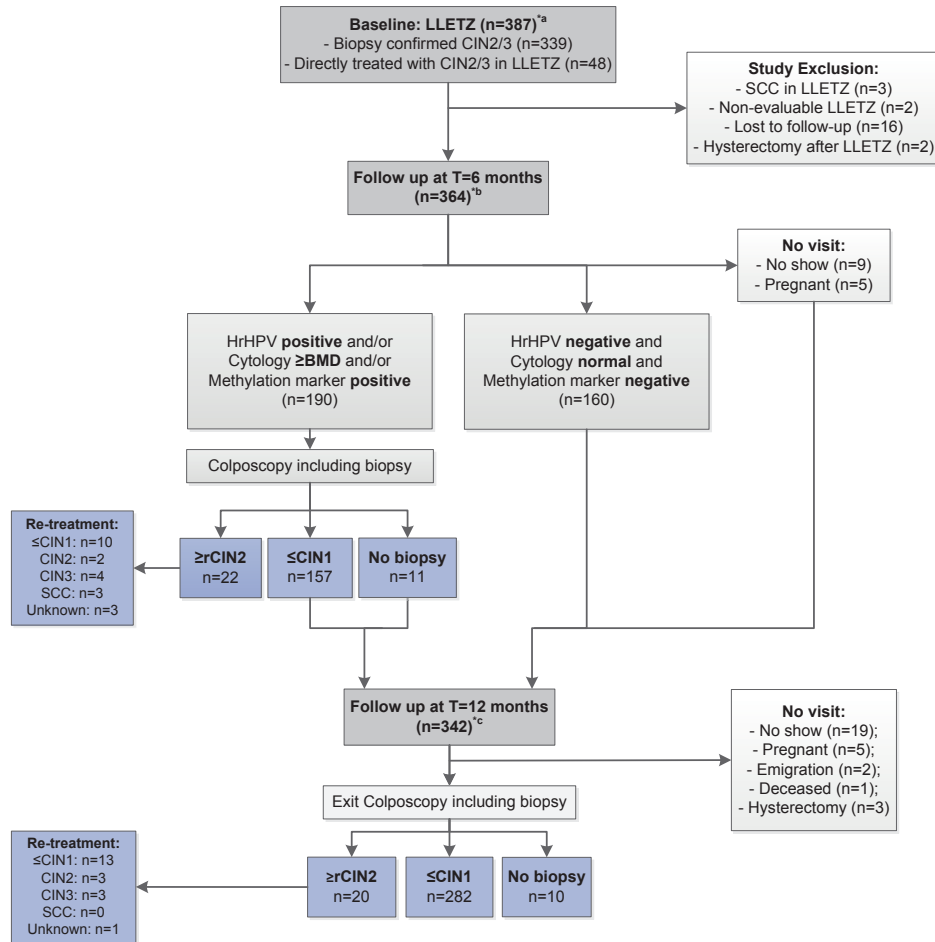 Baseline: LLETZ (n=387)*a
- Biopsy confirmed CIN2/3 (n=339)
- Directly treated with CIN2/3 in LLETZ (n=48)
Study Exclusion:
- SCC in LLETZ (n=3)
- Non-evaluable LLETZ (n=2)
- Lost to follow-up (n=16)
- Hysterectomy after LLETZ (n=2)
Follow up at T=6 months
(n=364)*b
No visit:
- No show (n=9)
- Pregnant (n=5)
HrHPV positive and/or
Cytology ≥BMD and/or
Methylation marker positive
(n=190)
HrHPV negative and
Cytology normal and
Methylation marker negative
(n=160)
Colposcopy including biopsy
Re-treatment:
≤CIN1: n=10
CIN2: n=2
CIN3: n=4
SCC: n=3
Unknown: n=3
≥rCIN2
n=22
≤CIN1
n=157
No biopsy
n=11
Follow up at T=12 months
(n=342)*c
No visit:
- No show (n=19);
- Pregnant (n=5);
- Emigration (n=2);
- Deceased (n=1);
- Hysterectomy (n=3)
Exit Colposcopy including biopsy
Re-treatment:
≤CIN1: n=13
CIN2: n=3
CIN3: n=3
SCC: n=0
Unknown: n=1
≥rCIN2
n=20
≤CIN1
n=282
No biopsy
n=10